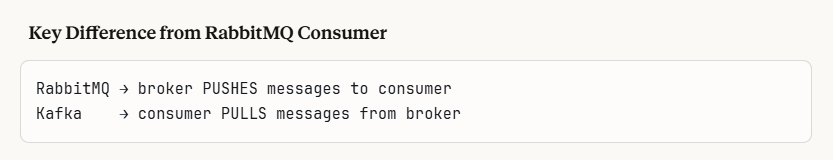 Key Difference from RabbitMQ Consumer
RabbitMQ → broker PUSHES messages to consumer
Kafka    → consumer PULLS messages from broker